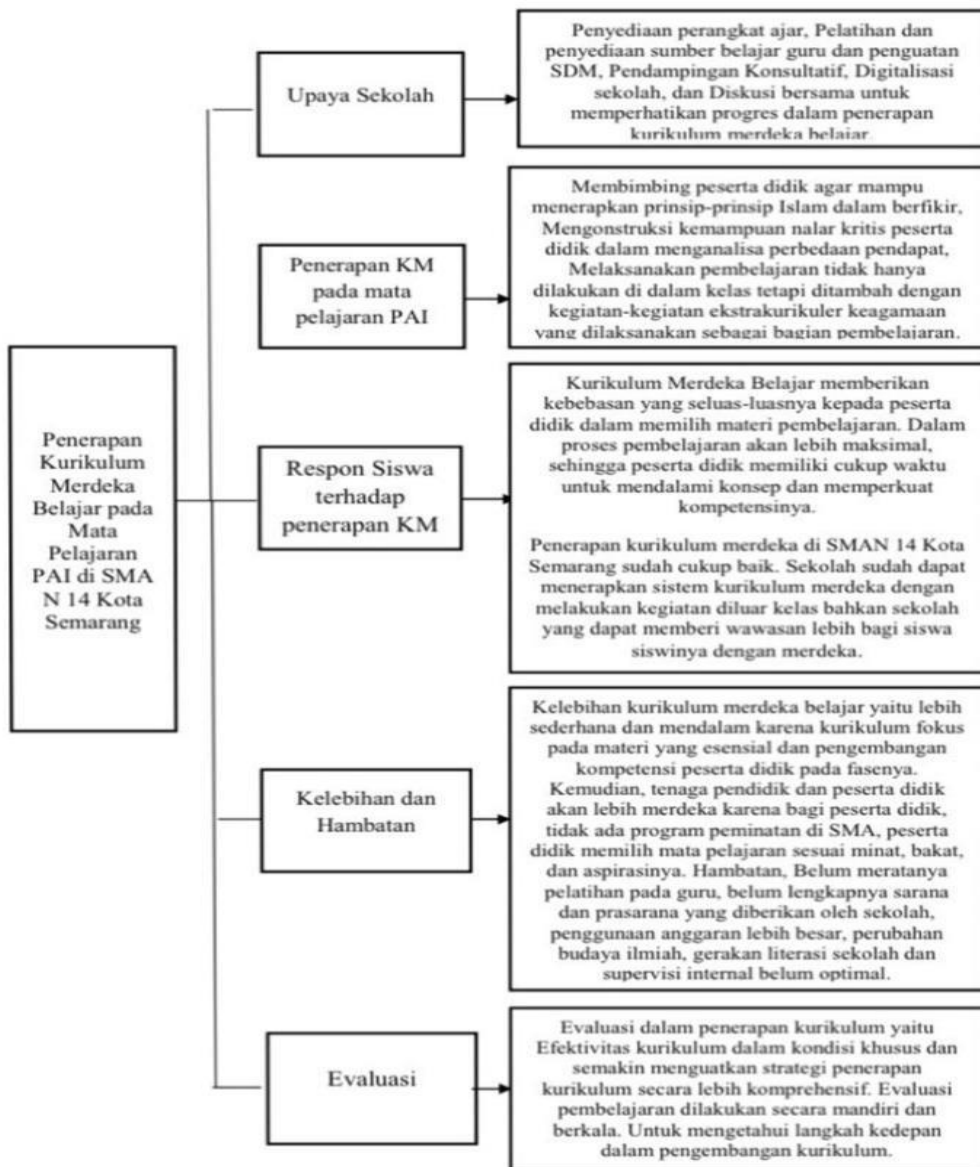 Penerapan
Kurikulum
Merdeka
Belajar pada
Mata
Pelajaran
PAI di SMA
N 14 Kota
Semarang
Upaya Sekolah
Penyediaan perangkat ajar, Pelatihan dan
penyediaan sumber belajar guru dan penguatan
SDM, Pendampingan Konsultatif, Digitalisasi
sekolah, dan Diskusi bersama untuk
memperhatikan progres dalam penerapan
kurikulum merdeka belajar.
Penerapan KM
pada mata
pelajaran PAI
Membimbing peserta didik agar mampu
menerapkan prinsip-prinsip Islam dalam berfikir,
Mengonstruksi kemampuan nalar kritis peserta
didik dalam menganalisa perbedaan pendapat,
Melaksanakan pembelajaran tidak hanya
dilakukan di dalam kelas tetapi ditambah dengan
kegiatan-kegiatan ekstrakurikuler keagamaan
yang dilaksanakan sebagai bagian pembelajaran.
Respon Siswa
terhadap
penerapan KM
Kurikulum Merdeka Belajar memberikan
kebebasan yang seluas-luasnya kepada peserta
didik dalam memilih materi pembelajaran. Dalam
proses pembelajaran akan lebih maksimal,
sehingga peserta didik memiliki cukup waktu
untuk mendalami konsep dan memperkuat
kompetensinya.
Penerapan kurikulum merdeka di SMAN 14 Kota
Semarang sudah cukup baik. Sekolah sudah dapat
menerapkan sistem kurikulum merdeka dengan
melakukan kegiatan diluar kelas bahkan sekolah
yang dapat memberi wawasan lebih bagi siswa
siswinya dengan merdeka.
Kelebihan dan
Hambatan
Kelebihan kurikulum merdeka belajar yaitu lebih
sederhana dan mendalam karena kurikulum fokus
pada materi yang esensial dan pengembangan
kompetensi peserta didik pada fasenya.
Kemudian, tenaga pendidik dan peserta didik
akan lebih merdeka karena bagi peserta didik,
tidak ada program peminatan di SMA, peserta
didik memilih mata pelajaran sesuai minat, bakat,
dan aspirasinya. Hambatan, Belum meratanya
pelatihan pada guru, belum lengkapnya sarana
dan prasarana yang diberikan oleh sekolah,
penggunaan anggaran lebih besar, perubahan
budaya ilmiah, gerakan literasi sekolah dan
supervisi internal belum optimal.
Evaluasi
Evaluasi dalam penerapan kurikulum yaitu
Efektivitas kurikulum dalam kondisi khusus dan
semakin menguatkan strategi penerapan
kurikulum secara lebih komprehensif. Evaluasi
pembelajaran dilakukan secara mandiri dan
berkala. Untuk mengetahui langkah kedepan
dalam pengembangan kurikulum.